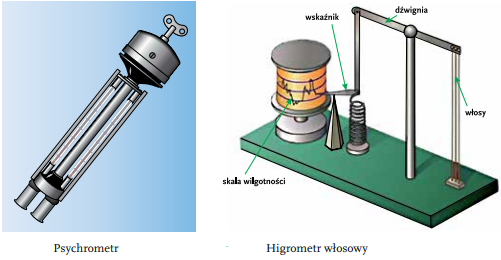 dźwignia
wskaźnik
włosy
skala wilgotności
Psychrometr
Higrometr włosowy